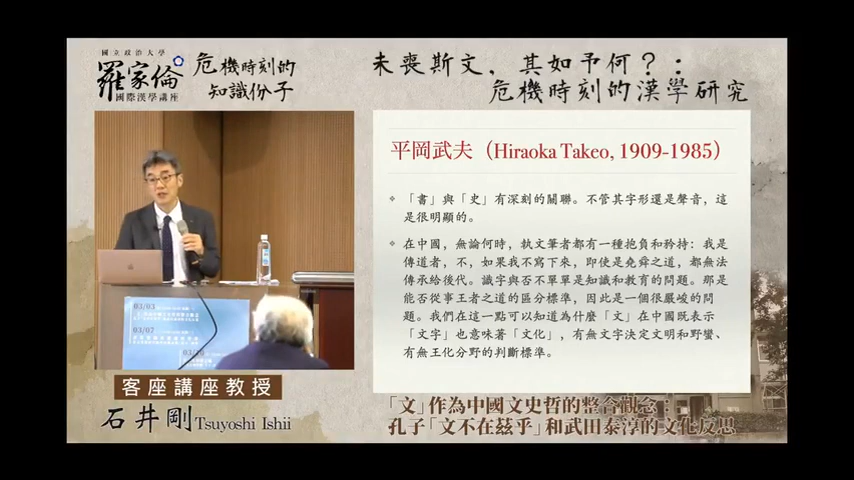 國立政治大學
羅家倫
國際漢學講座
危機時刻的
知識份子
未喪斯文，其如予何？：
危機時刻的漢學研究
平岡武夫（Hiraoka Takeo, 1909-1985）
「書」與「史」有深刻的關聯。不管其字形還是聲音，這
是很明顯的。
在中國，無論何時，執文筆者都有一種抱負和矜持：我是
傳道者，不，如果我不寫下來，即使是堯舜之道，都無法
傳承給後代。識字與否不單單是知識和教育的問題。那是
能否從事王者之道的區分標準，因此是一個很嚴峻的問
題。我們在這一點可以知道為什麼「文」在中國既表示
「文字」也意味著「文化」，有無文字決定文明和野蠻、
有無王化分野的判斷標準。
03/03
03/07
客座講座教授
石井剛Tsuyoshi Ishii
「文」作為中國文史哲的整合觀念：
孔子「文不在茲乎」和武田泰淳的文化反思